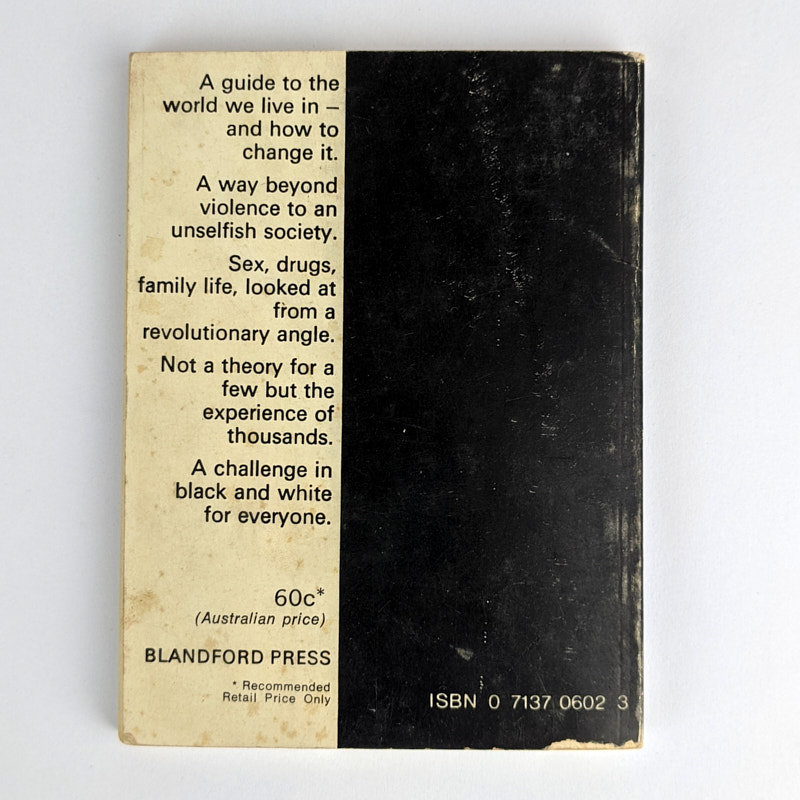 A guide to the
world we live in –
and how to
change it.
A way beyond
violence to an
unselfish society.
Sex, drugs,
family life, looked at
from a
revolutionary angle.
Not a theory for a
few but the
experience of
thousands.
A challenge in
black and white
for everyone.
60c*
(Australian price)
BLANDFORD PRESS
* Recommended
Retail Price Only
ISBN 0 7137 0602 3